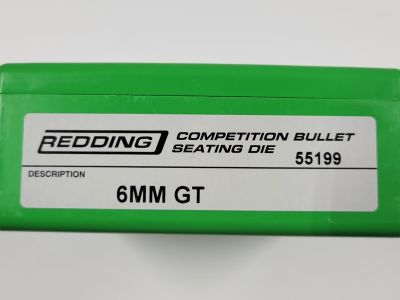 REDDING COMPETITION BULLET
SEATING DIE 55199
DESCRIPTION
6MM GT